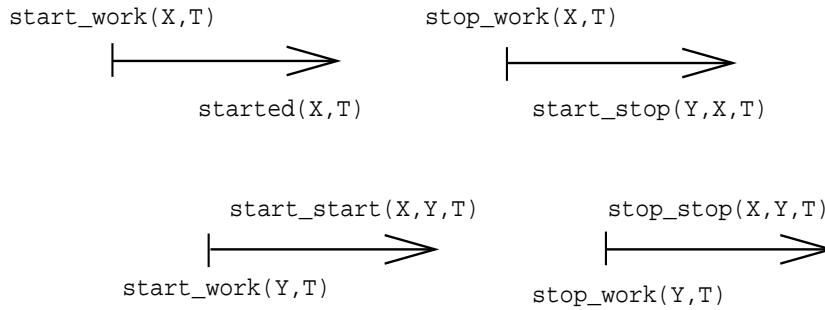 start_work(X,T)
stop_work(X,T)
started(X,T)
start_stop(Y,X,T)
start_start(X,Y,T)
stop_stop(X,Y,T)
start_work(Y,T)
stop_work(Y,T)